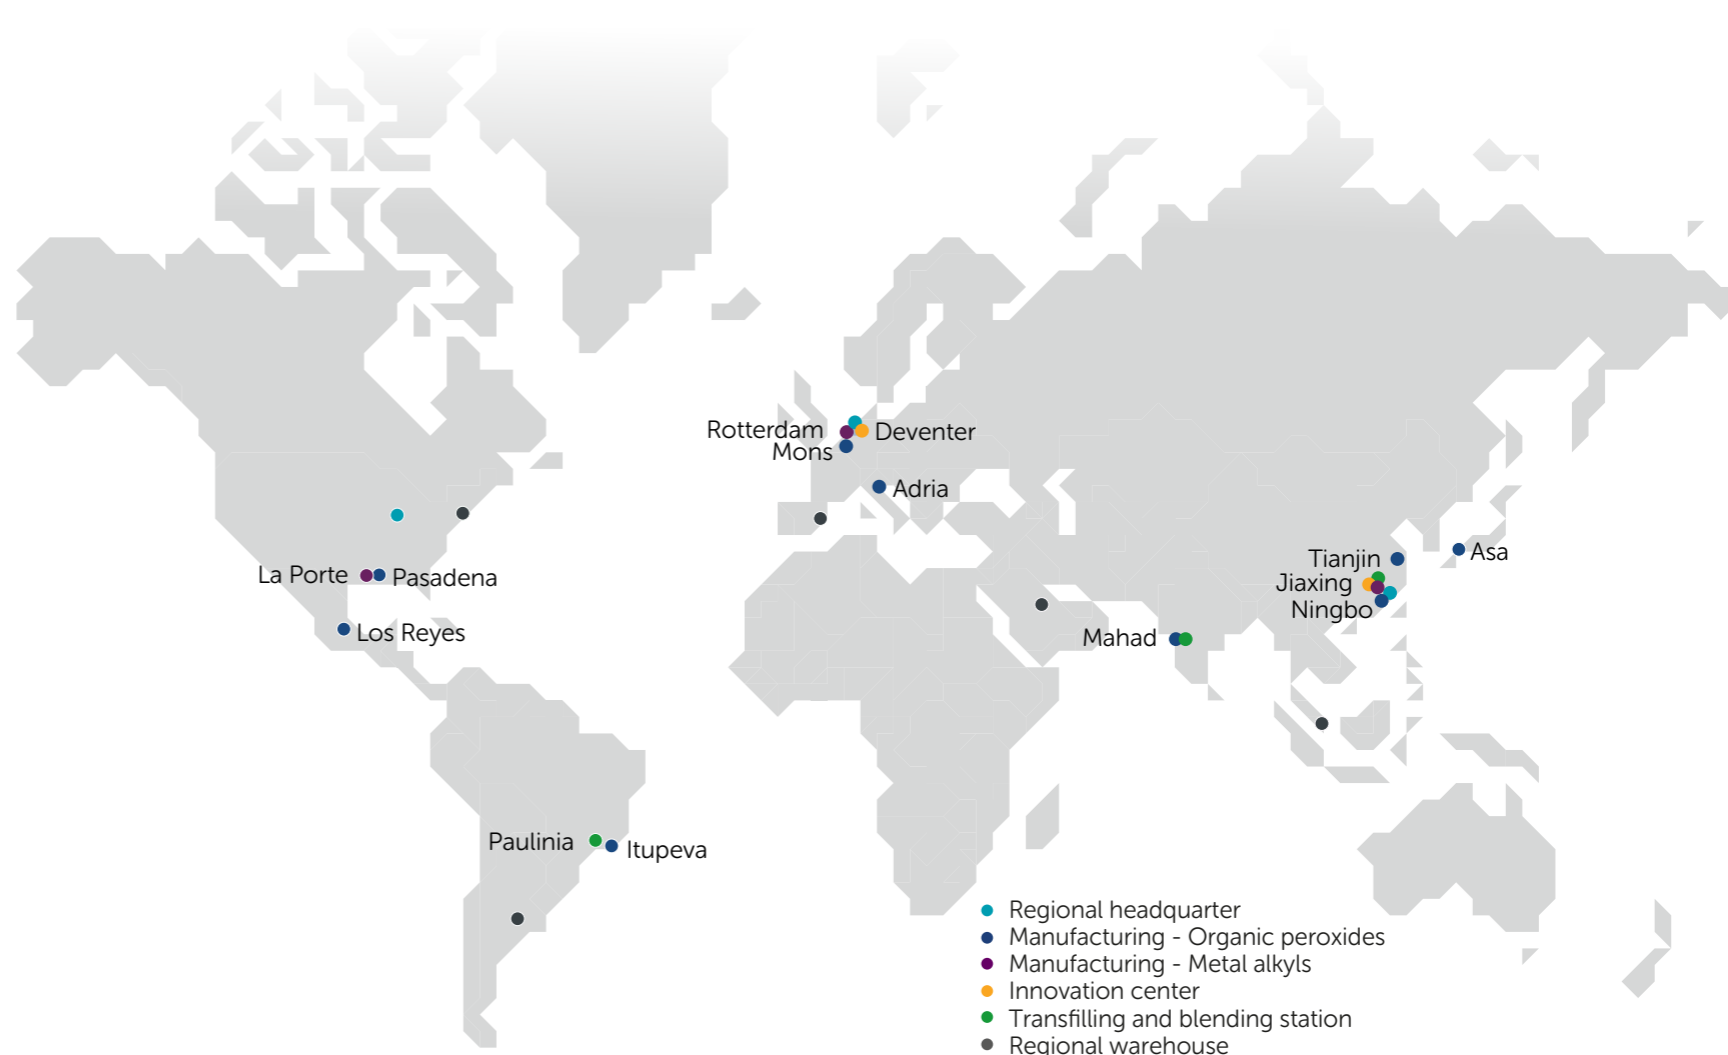 Rotterdam
Deventer
Mons
Adria
La Porte
Pasadena
Los Reyes
Tianjin
Asa
Jiaxing
Ningbo
Mahad
Paulinia
Itupeva
Regional headquarter
Manufacturing - Organic peroxides
Manufacturing - Metal alkyls
Innovation center
Transfilling and blending station
Regional warehouse